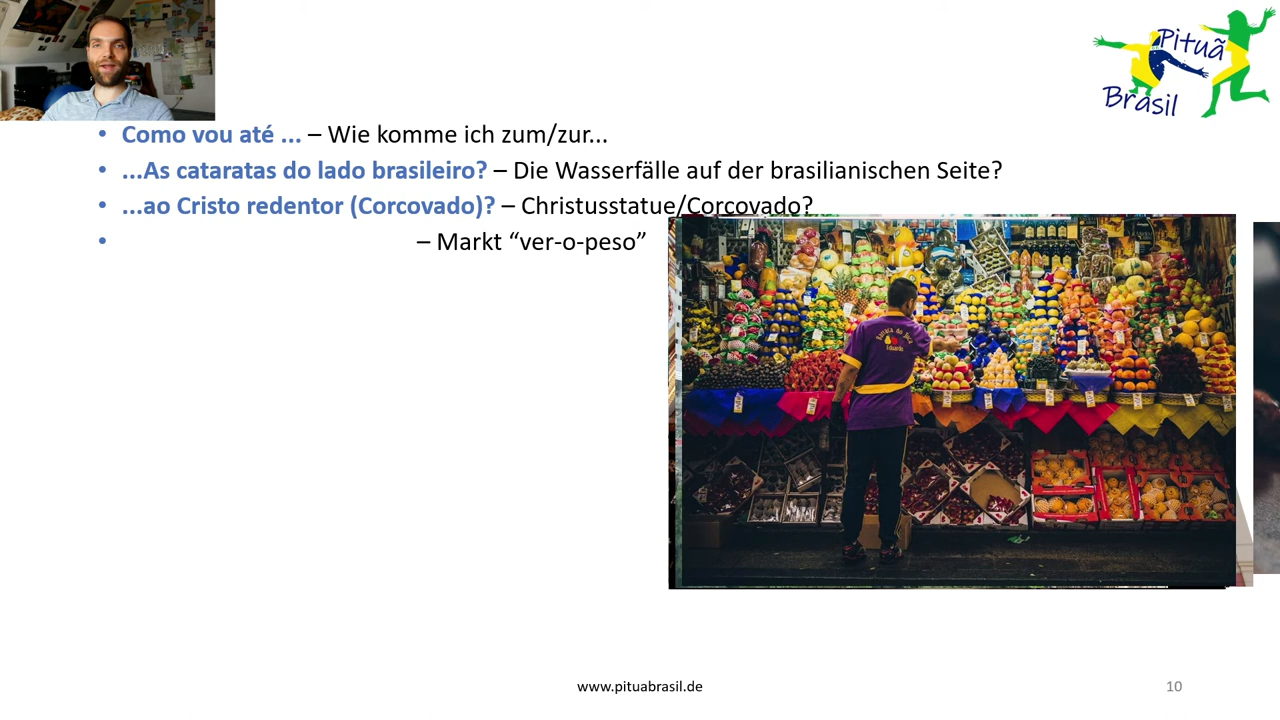 Pituã
Brasil
• Como vou até ... – Wie komme ich zum/zur...
• ...As cataratas do lado brasileiro? – Die Wasserfälle auf der brasilianischen Seite?
• ...ao Cristo redentor (Corcovado)? – Christusstatue/Corcovado?
• – Markt “ver-o-peso”
Eduardo
www.pituabrasil.de
10